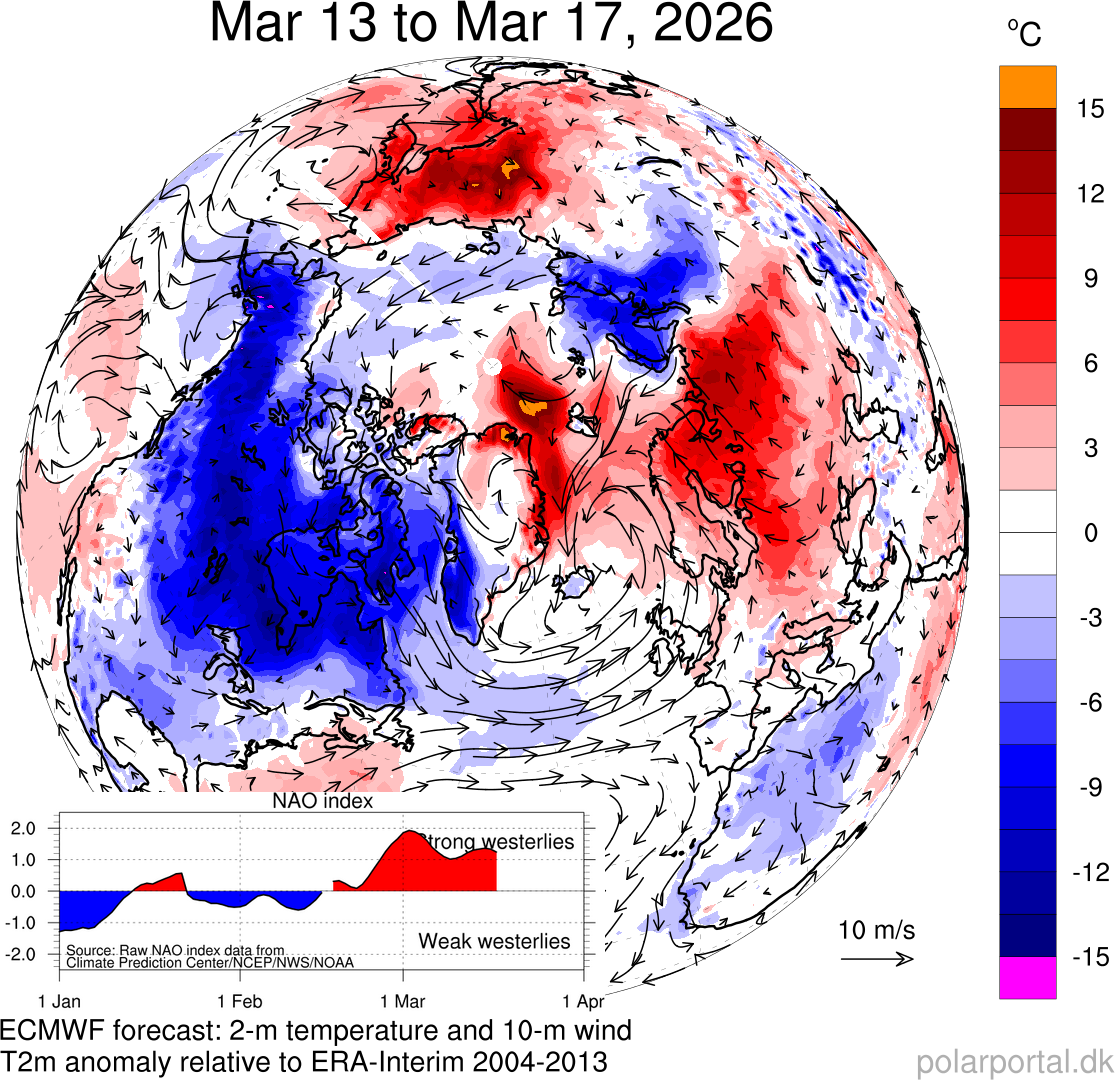 Mar 13 to Mar 17, 2026
oC
15
12
9
6
3
0
-3
-6
-9
-12
-15
NAO index
2.0
1.0
0.0
-1.0
-2.0
Strong westerlies
Weak westerlies
Source: Raw NAO index data from
Climate Prediction Center/NCEP/NWS/NOAA
1 Jan
1 Feb
1 Mar
1 Apr
10 m/s
ECMWF forecast: 2-m temperature and 10-m wind
T2m anomaly relative to ERA-Interim 2004-2013
polarportal.dk